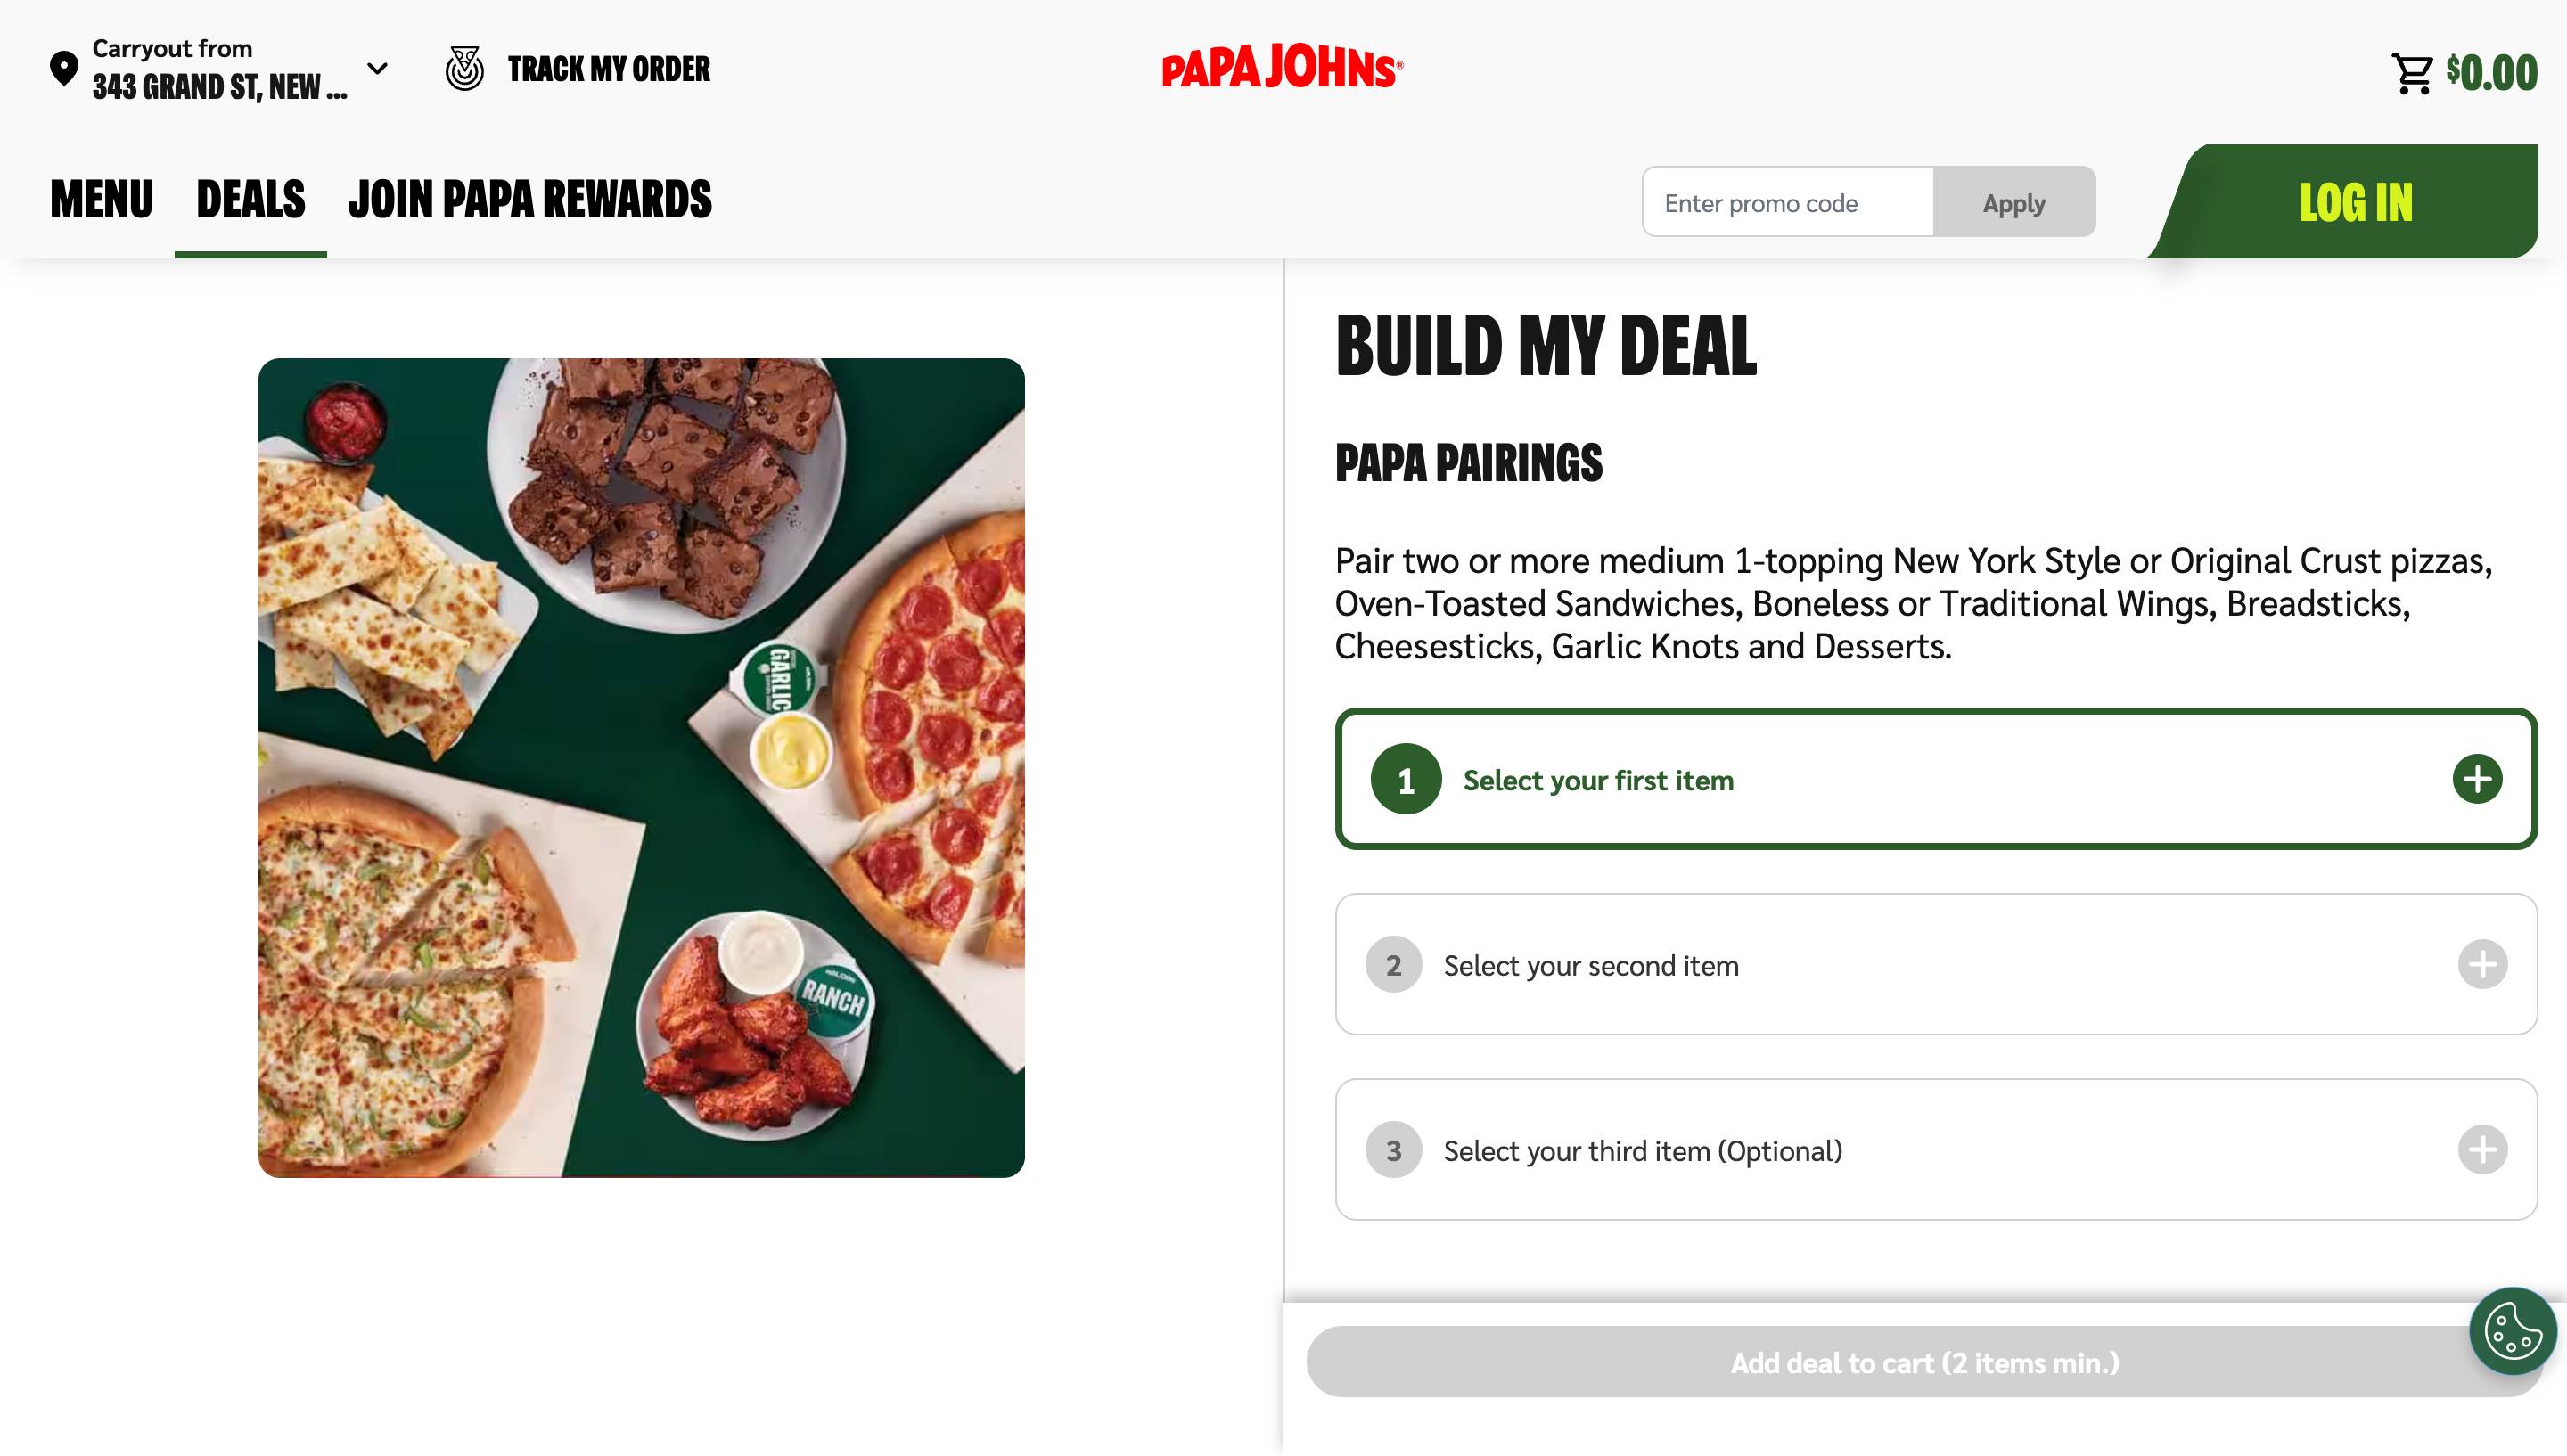 Carryout from
343 GRAND ST, NEW ...
TRACK MY ORDER
PAPA JOHNS®
$0.00
MENU
DEALS
JOIN PAPA REWARDS
Enter promo code
Apply
LOG IN
GARLIC
RANCH
BUILD MY DEAL
PAPA PAIRINGS
Pair two or more medium 1-topping New York Style or Original Crust pizzas,
Oven-Toasted Sandwiches, Boneless or Traditional Wings, Breadsticks,
Cheesesticks, Garlic Knots and Desserts.
1 Select your first item
2 Select your second item
3 Select your third item (Optional)
Add deal to cart (2 items min.)